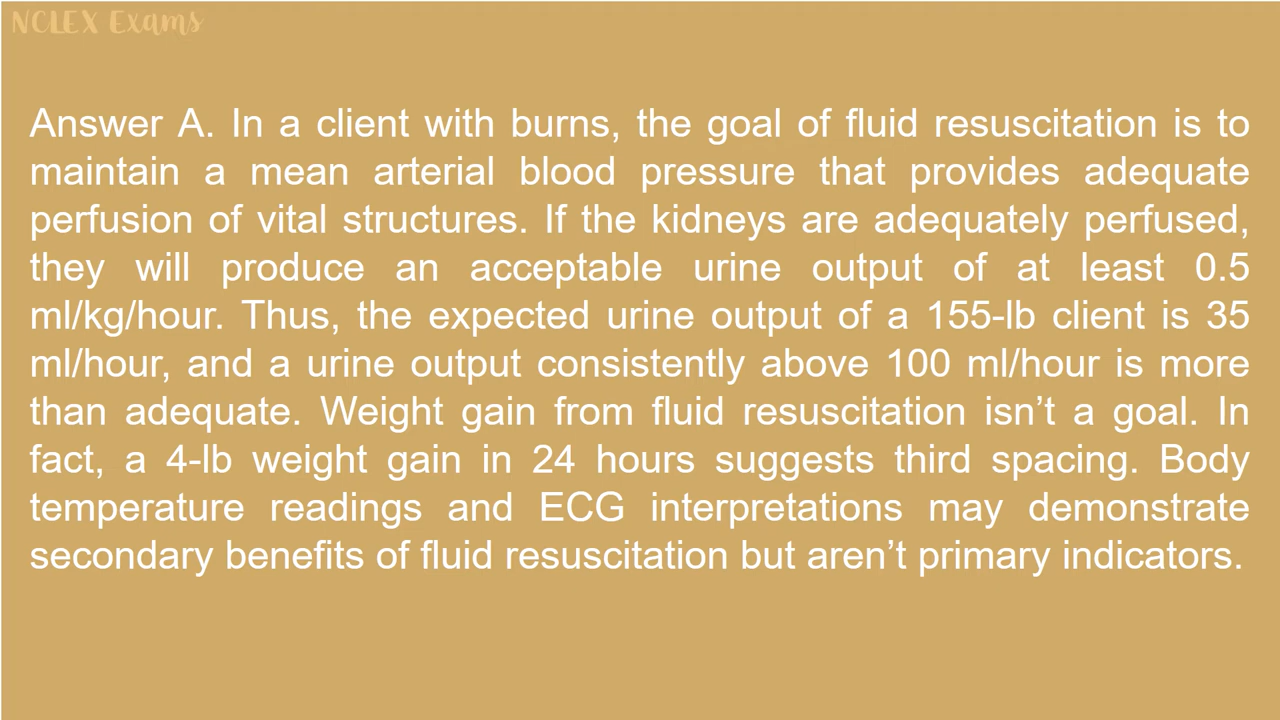 NCLEX Exams
Answer A. In a client with burns, the goal of fluid resuscitation is to
maintain a mean arterial blood pressure that provides adequate
perfusion of vital structures. If the kidneys are adequately perfused,
they will produce an acceptable urine output of at least 0.5
ml/kg/hour. Thus, the expected urine output of a 155-lb client is 35
ml/hour, and a urine output consistently above 100 ml/hour is more
than adequate. Weight gain from fluid resuscitation isn’t a goal. In
fact, a 4-lb weight gain in 24 hours suggests third spacing. Body
temperature readings and ECG interpretations may demonstrate
secondary benefits of fluid resuscitation but aren’t primary indicators.